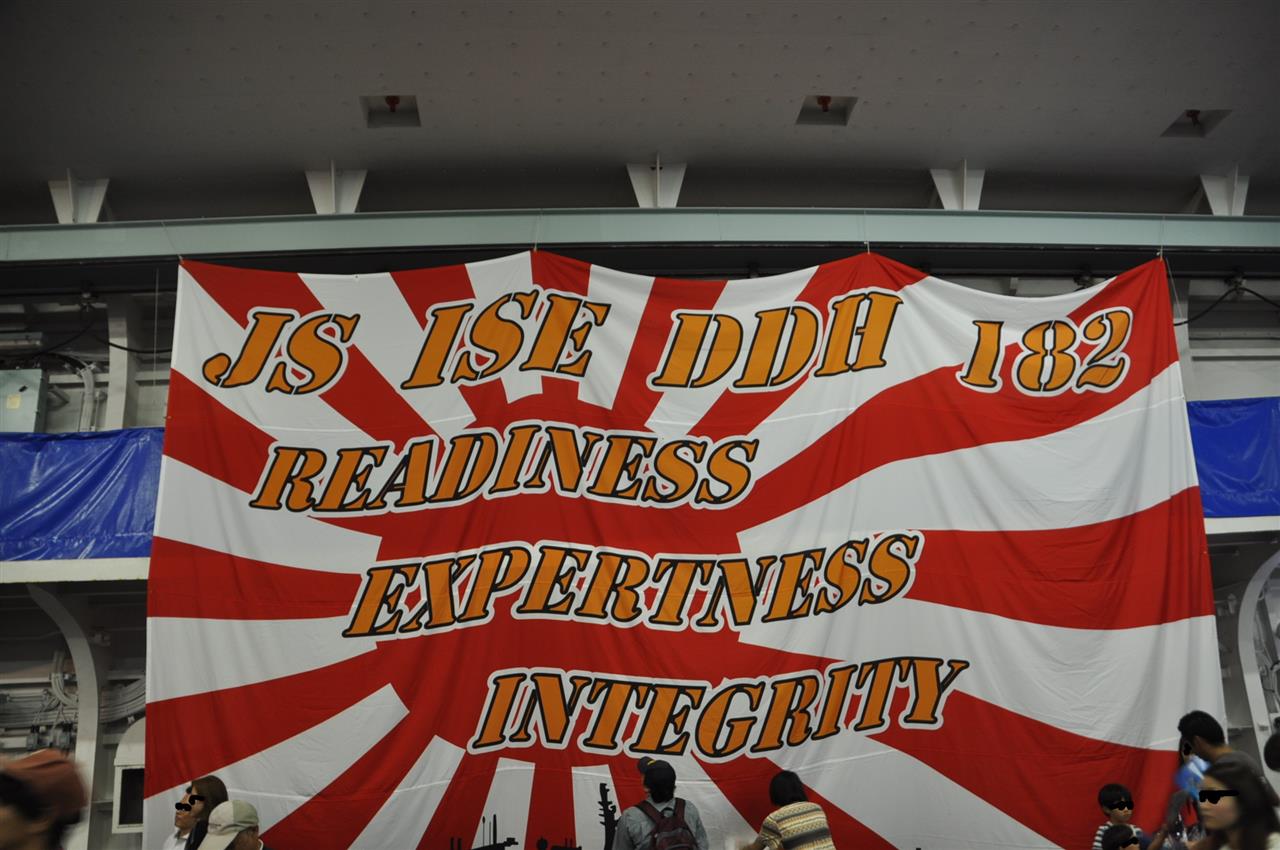 JS ISE DDH 182
READINESS
EXPERTNESS
INTEGRITY